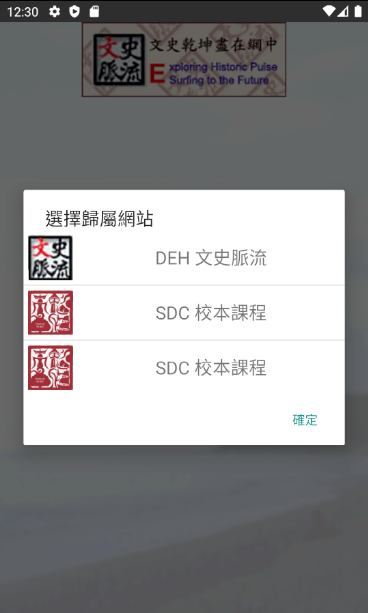 12:30
文史
脈流
文史乾坤盡在網中
Exploring Historic Pulse
Surfing to the Future
選擇歸屬網站
文史
脈流
DEH 文史脈流
SDC 校本課程
SDC 校本課程
確定